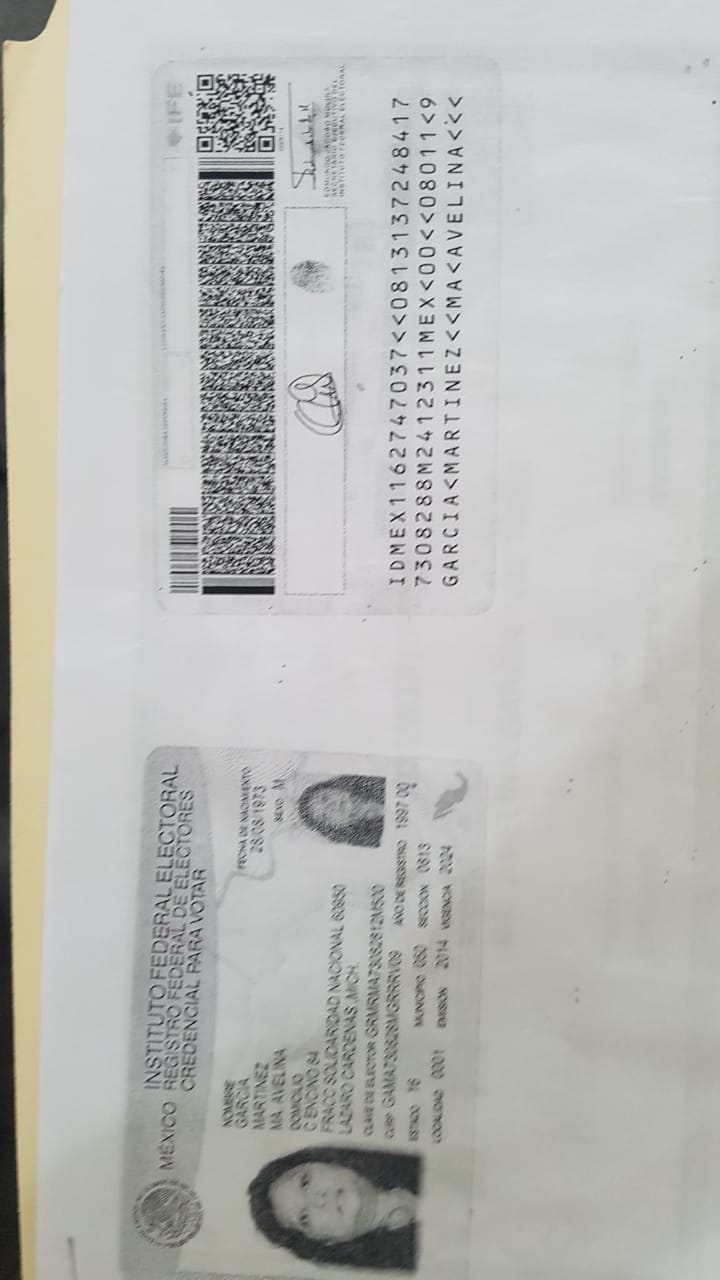 MÉXICO INSTITUTO FEDERAL ELECTORAL
REGISTRO FEDERAL DE ELECTORES
CREDENCIAL PARA VOTAR
NOMBRE
GARCIA
MARTINEZ
MA. AVELINA
FECHA DE NACIMIENTO
28/08/1973
SEXO M
DOMICILIO
C ENCINO 84
FRACC SOLIDARIDAD NACIONAL 60950
LAZARO CARDENAS ,MICH.
CLAVE DE ELECTOR GRMRMA73082812M500
CURP GAMA730828MGRRRV09 AÑO DE REGISTRO 1997 00
ESTADO 16 MUNICIPIO SECCIÓN 0813
LOCALIDAD 0001 EMISIÓN 2014 VIGENCIA 2024
IFE
EDMUNDO JACOBO MOLINA
SECRETARIO EJECUTIVO DEL
INSTITUTO FEDERAL ELECTORAL
IDMEX1162747037<<0813137248417
7308288M2412311MEX<00<<08011<9
GARCIA<MARTINEZ<<MA<AVELINA<<<